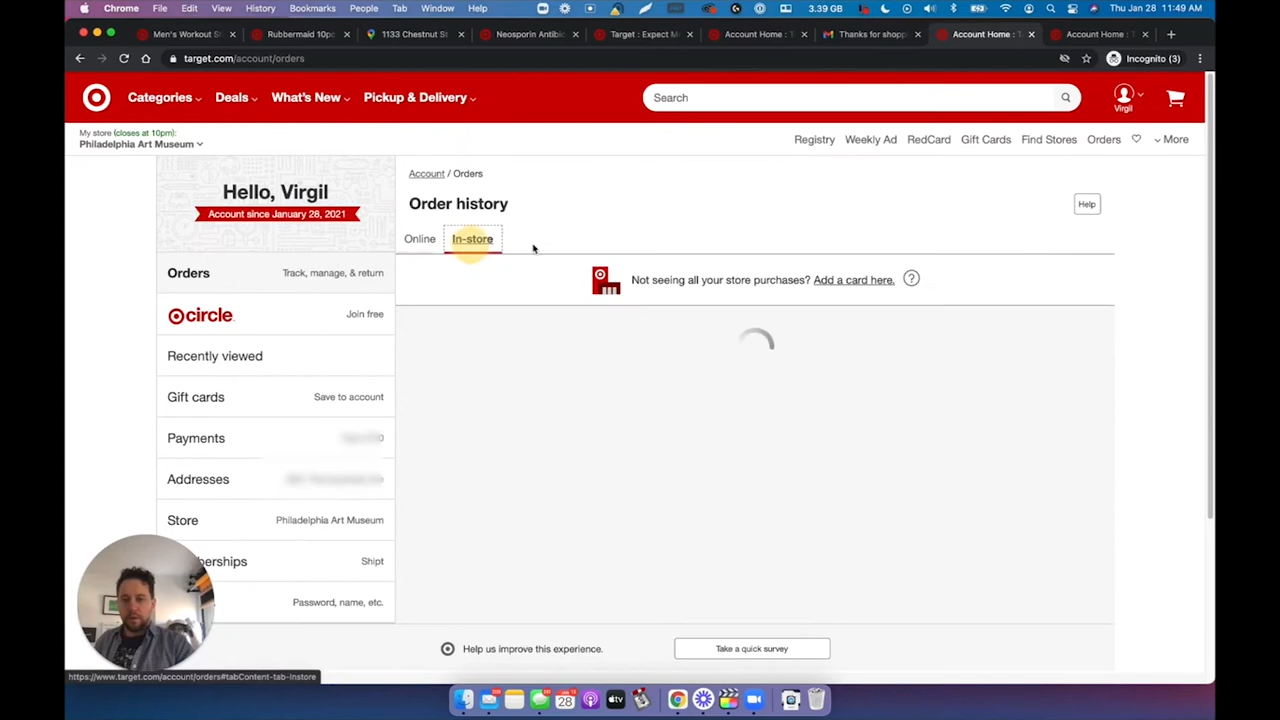 Chrome File Edit View History Bookmarks People Tab Window Help 3.39 GB Thu Jan 28 11:49 AM
Men's Workout S Rubbermaid 10pc 1133 Chestnut St Neosporin Antibio Target : Expect M Account Home : T Thanks for shopp Account Home : T Account Home : T
target.com/account/orders Incognito (3)
Categories Deals What's New Pickup & Delivery Search Virgil
My store (closes at 10pm):
Philadelphia Art Museum
Registry Weekly Ad RedCard Gift Cards Find Stores Orders More
Hello, Virgil
Account since January 28, 2021
Orders Track, manage, & return
circle Join free
Recently viewed
Gift cards Save to account
Payments
Addresses
Store Philadelphia Art Museum
berships Shipt
Password, name, etc.
Account / Orders
Order history
Help
Online In-store
Not seeing all your store purchases? Add a card here. ?
Help us improve this experience. Take a quick survey
https://www.target.com/account/orders#tabContent-tab-Instore
28